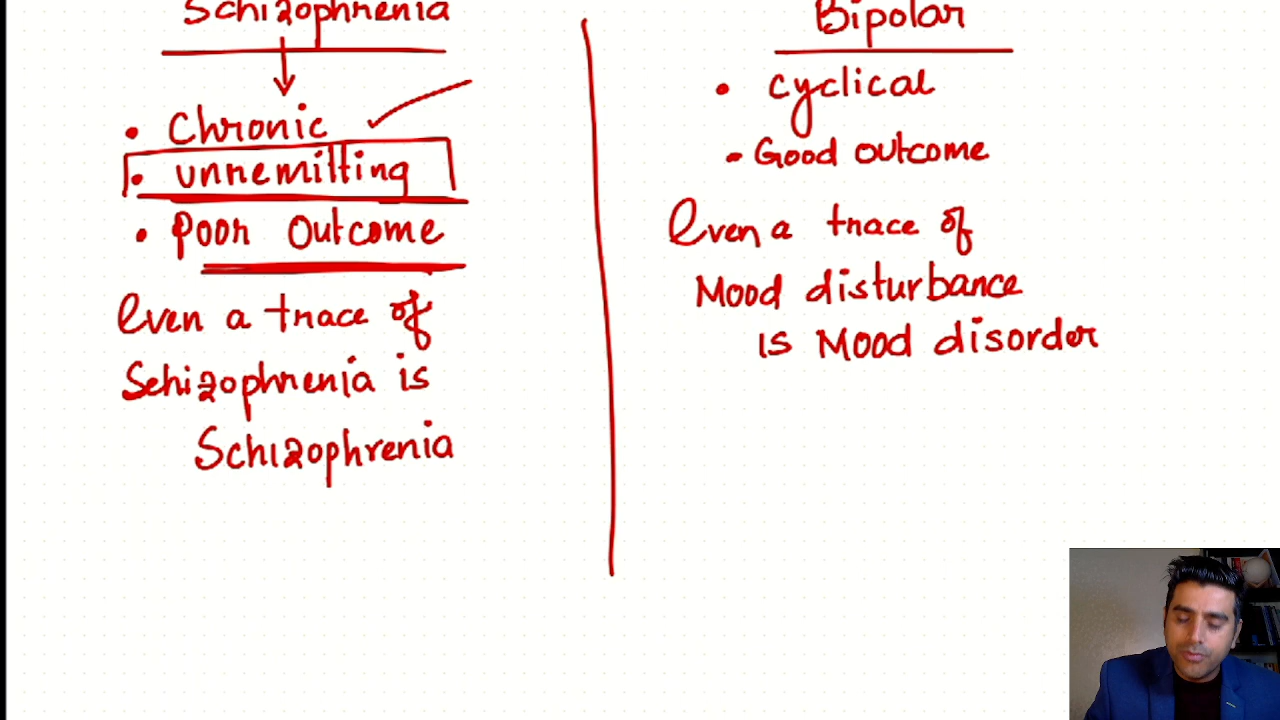 Schizophrenia
• Chronic
• unremitting
• Poor Outcome
Even a trace of
Schizophrenia is
Schizophrenia
Bipolar
• Cyclical
• Good outcome
Even a trace of
Mood disturbance
is Mood disorder